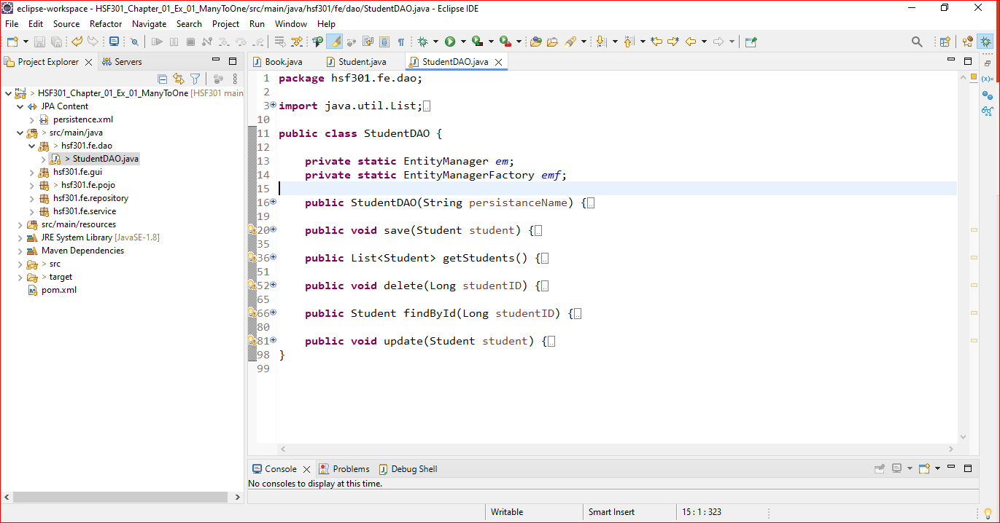 eclipse-workspace - HSF301_Chapter_01_Ex_01_ManyToOne/src/main/java/hsf301/fe/dao/StudentDAO.java - Eclipse IDE
File Edit Source Refactor Navigate Search Project Run Window Help
Project Explorer Servers
> HSF301_Chapter_01_Ex_01_ManyToOne [HSF301 main
JPA Content
persistence.xml
> src/main/java
> hsf301.fe.dao
> StudentDAO.java
hsf301.fe.gui
> hsf301.fe.pojo
hsf301.fe.repository
hsf301.fe.service
src/main/resources
JRE System Library [JavaSE-1.8]
Maven Dependencies
> src
> target
pom.xml
Book.java Student.java StudentDAO.java
1 package hsf301.fe.dao;
2
3 import java.util.List;
10
11 public class StudentDAO {
12
13 private static EntityManager em;
14 private static EntityManagerFactory emf;
15
16 public StudentDAO(String persistanceName) {
19
20 public void save(Student student) {
35
36 public List<Student> getStudents() {
51
52 public void delete(Long studentID) {
65
66 public Student findById(Long studentID) {
80
81 public void update(Student student) {
98 }
99
Console Problems Debug Shell
No consoles to display at this time.
Writable Smart Insert 15 : 1 : 323